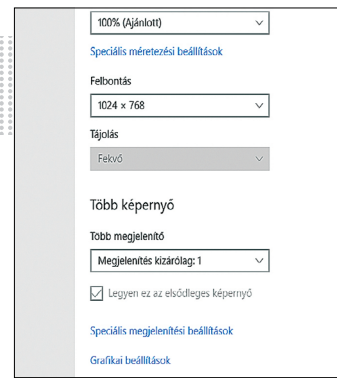 100% (Ajánlott)
Speciális méretezési beállítások
Felbontás
1024 × 768
Tájolás
Fekvő
Több képernyő
Több megjelenítő
Megjelenítés kizárólag: 1
Legyen ez az elsődleges képernyő
Speciális megjelenítési beállítások
Grafikai beállítások